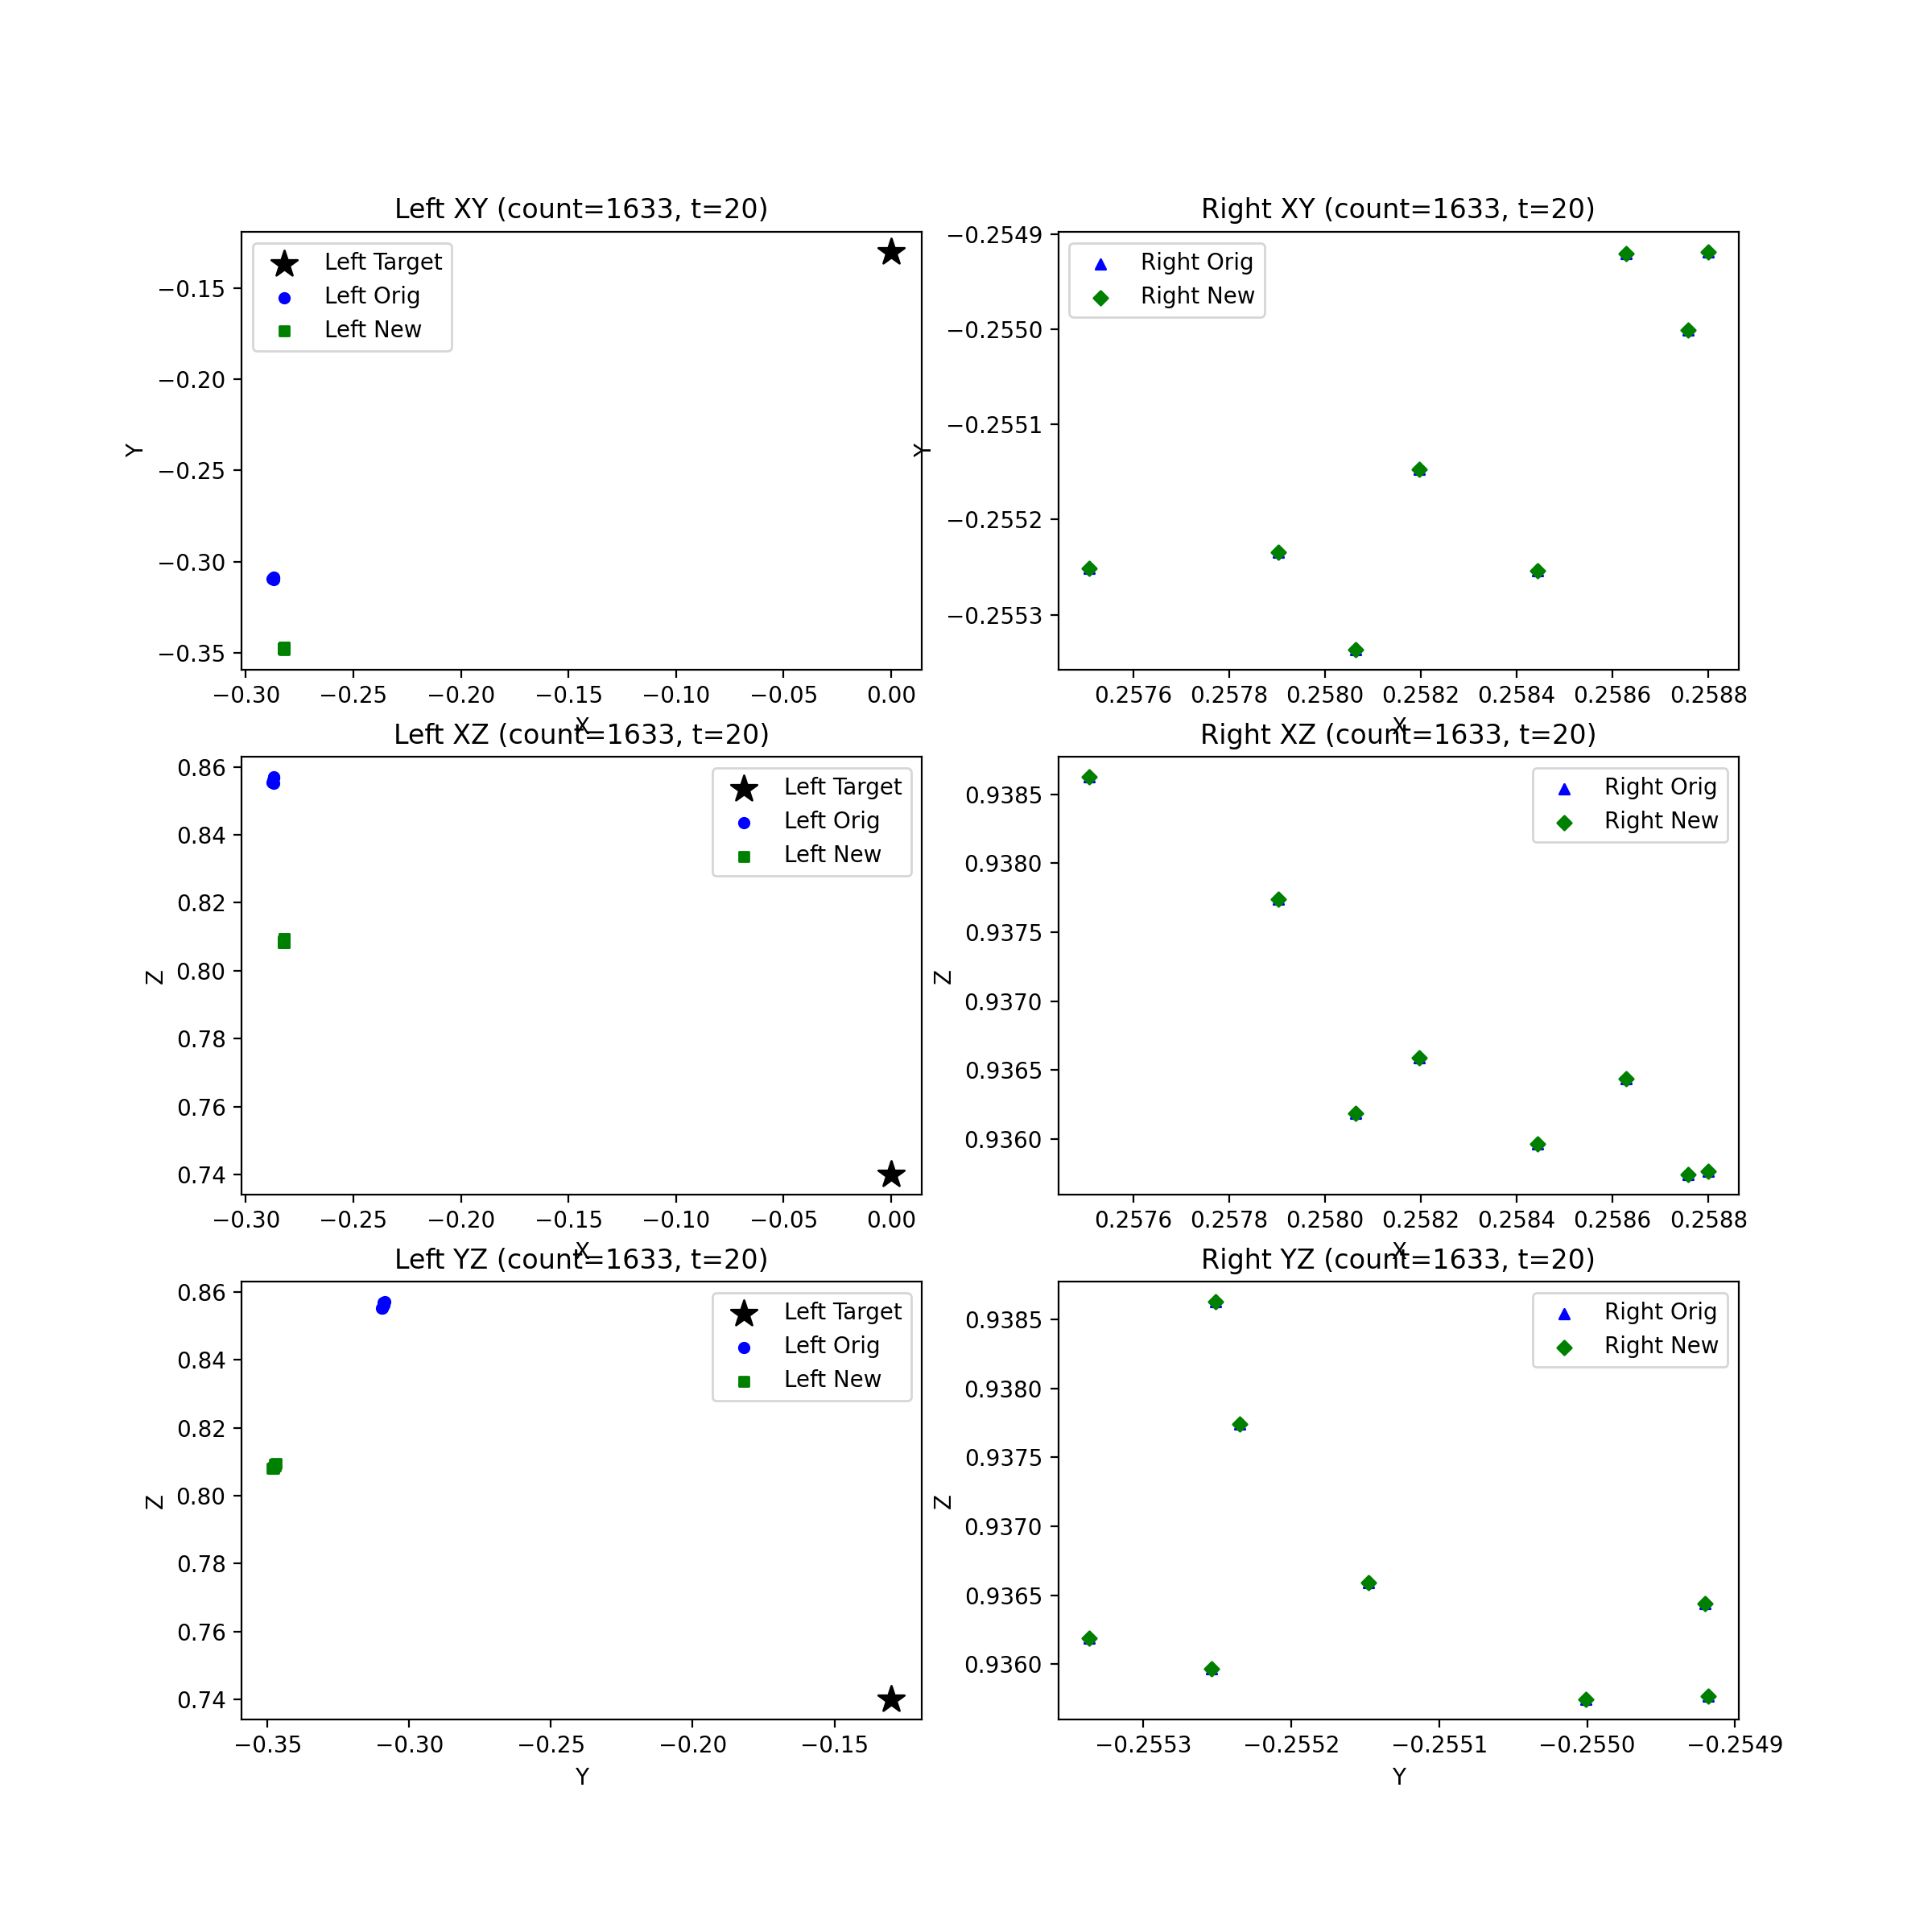 Left XY (count=1633, t=20)
Left Target
Left Orig
Left New
−0.15
−0.20
−0.25
−0.30
−0.35
Y
−0.30 −0.25 −0.20 −0.15 −0.10 −0.05 0.00
X
Right XY (count=1633, t=20)
Right Orig
Right New
−0.2549
−0.2550
−0.2551
−0.2552
−0.2553
Y
0.2576 0.2578 0.2580 0.2582 0.2584 0.2586 0.2588
X
Left XZ (count=1633, t=20)
Left Target
Left Orig
Left New
0.86
0.84
0.82
0.80
0.78
0.76
0.74
Z
−0.30 −0.25 −0.20 −0.15 −0.10 −0.05 0.00
X
Right XZ (count=1633, t=20)
Right Orig
Right New
0.9385
0.9380
0.9375
0.9370
0.9365
0.9360
Z
0.2576 0.2578 0.2580 0.2582 0.2584 0.2586 0.2588
X
Left YZ (count=1633, t=20)
Left Target
Left Orig
Left New
0.86
0.84
0.82
0.80
0.78
0.76
0.74
Z
−0.35 −0.30 −0.25 −0.20 −0.15
Y
Right YZ (count=1633, t=20)
Right Orig
Right New
0.9385
0.9380
0.9375
0.9370
0.9365
0.9360
Z
−0.2553 −0.2552 −0.2551 −0.2550 −0.2549
Y